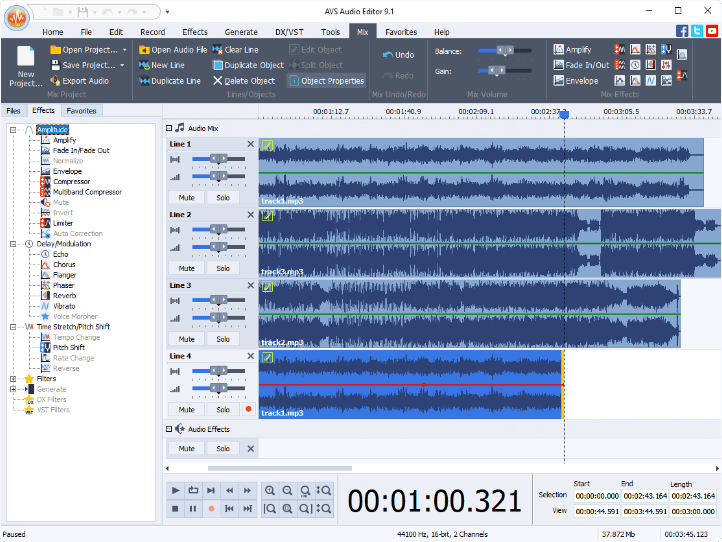 AVS Audio Editor 9.1
Home File Edit Record Effects Generate DX/VST Tools Mix Favorites Help
New Project...
Open Project...
Save Project...
Export Audio
Mix Project
Open Audio File
New Line
Duplicate Line
Clear Line
Duplicate Object
Delete Object
Edit Object
Split Object
Object Properties
Lines/Objects
Undo
Redo
Mix Undo/Redo
Balance:
Gain:
Mix Volume
Amplify
Fade In/Out
Envelope
Mix Effects
Files Effects Favorites
Amplitude
Amplify
Fade In/Fade Out
Normalize
Envelope
Compressor
Multiband Compressor
Mute
Invert
Limiter
Auto Correction
Delay/Modulation
Echo
Chorus
Flanger
Phaser
Reverb
Vibrato
Voice Morpher
Time Stretch/Pitch Shift
Tempo Change
Pitch Shift
Rate Change
Reverse
Filters
Generate
DX Filters
VST Filters
00:01:12.7 00:01:40.9 00:02:09.1 00:02:37.3 00:03:05.5 00:03:33.7
Audio Mix
Line 1
Mute Solo
track1.mp3
Line 2
Mute Solo
track3.mp3
Line 3
Mute Solo
track2.mp3
Line 4
Mute Solo
track1.mp3
Audio Effects
Mute Solo
00:01:00.321
Start End Length
Selection 00:00:00.000 00:02:43.164 00:02:43.164
View 00:00:44.591 00:03:44.591 00:03:00.000
Paused 44100 Hz, 16-bit, 2 Channels 37.872 Mb 00:03:45.123